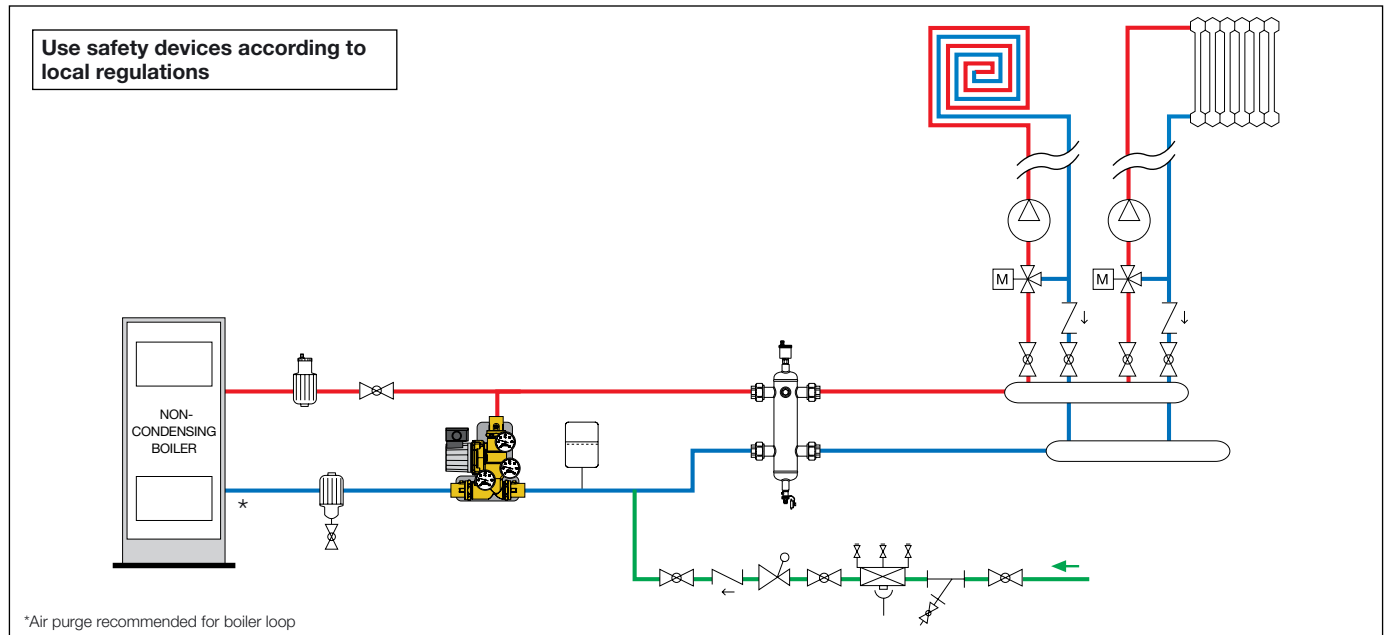 Use safety devices according to
local regulations
M
M
NON-
CONDENSING
BOILER
*
*Air purge recommended for boiler loop